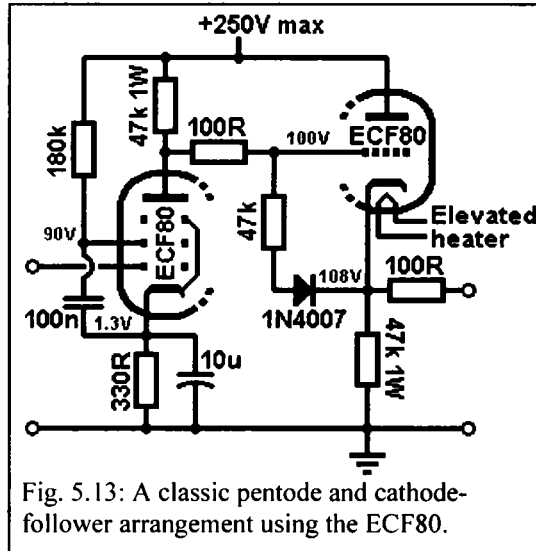 +250V max
47k 1W
100R
100V
ECF80
180k
90V
ECF80
47k
Elevated
heater
108V
100R
100n
1.3V
1N4007
330R
10u
47k 1W
Fig. 5.13: A classic pentode and cathode-
follower arrangement using the ECF80.